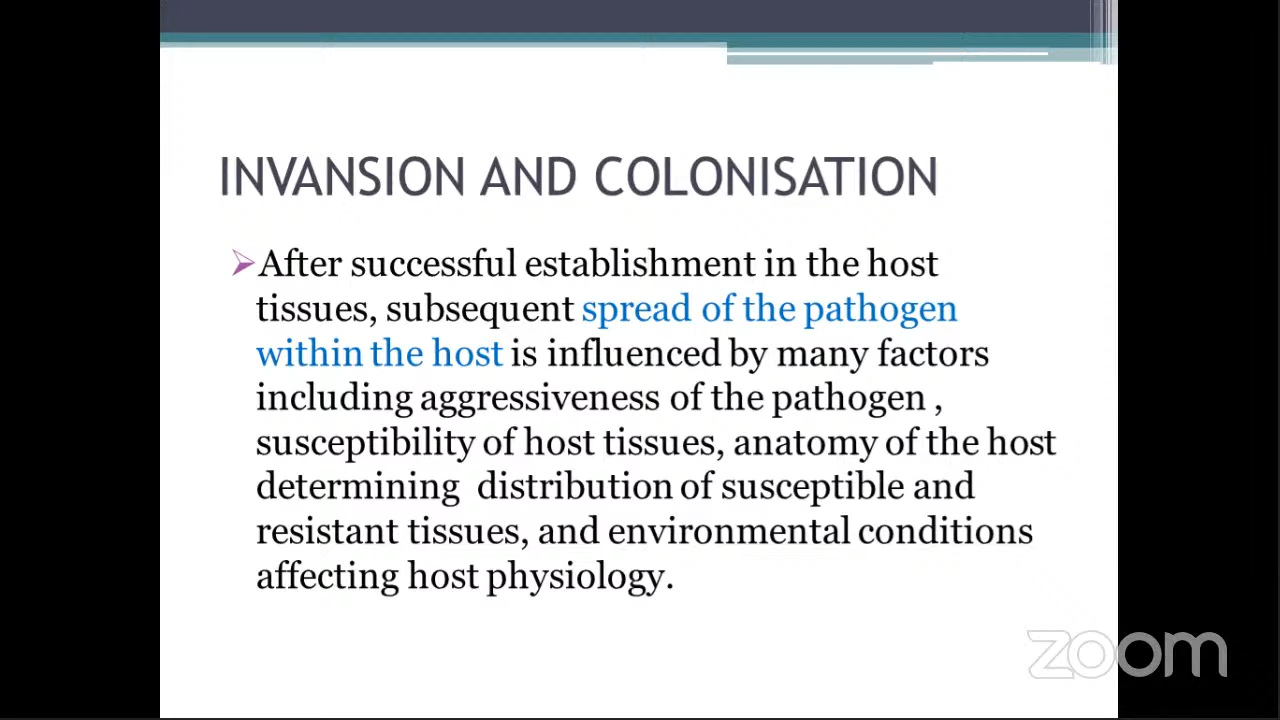 INVANSION AND COLONISATION
After successful establishment in the host
tissues, subsequent spread of the pathogen
within the host is influenced by many factors
including aggressiveness of the pathogen ,
susceptibility of host tissues, anatomy of the host
determining distribution of susceptible and
resistant tissues, and environmental conditions
affecting host physiology.
zoom